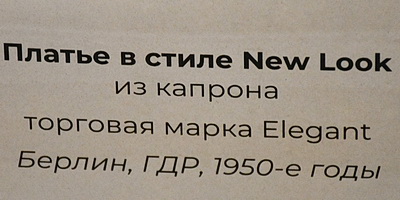 Платье в стиле New Look
из капрона
торговая марка Elegant
Берлин, ГДР, 1950-е годы